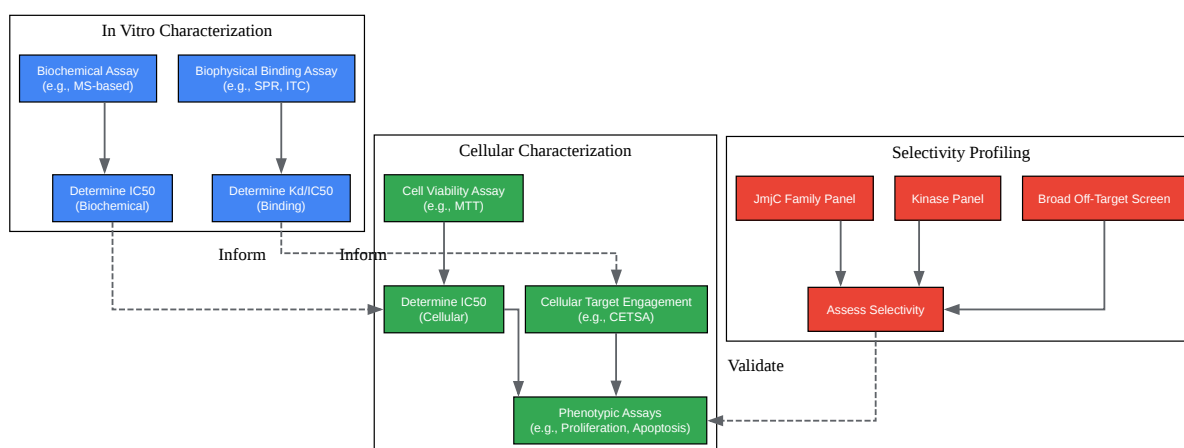 In Vitro Characterization
Biochemical Assay
(e.g., MS-based)
Biophysical Binding Assay
(e.g., SPR, ITC)
Determine IC50
(Biochemical)
Determine Kd/IC50
(Binding)
Inform
Inform
Cellular Characterization
Cell Viability Assay
(e.g., MTT)
Determine IC50
(Cellular)
Cellular Target Engagement
(e.g., CETSA)
Phenotypic Assays
(e.g., Proliferation, Apoptosis)
Selectivity Profiling
JmjC Family Panel
Kinase Panel
Broad Off-Target Screen
Assess Selectivity
Validate